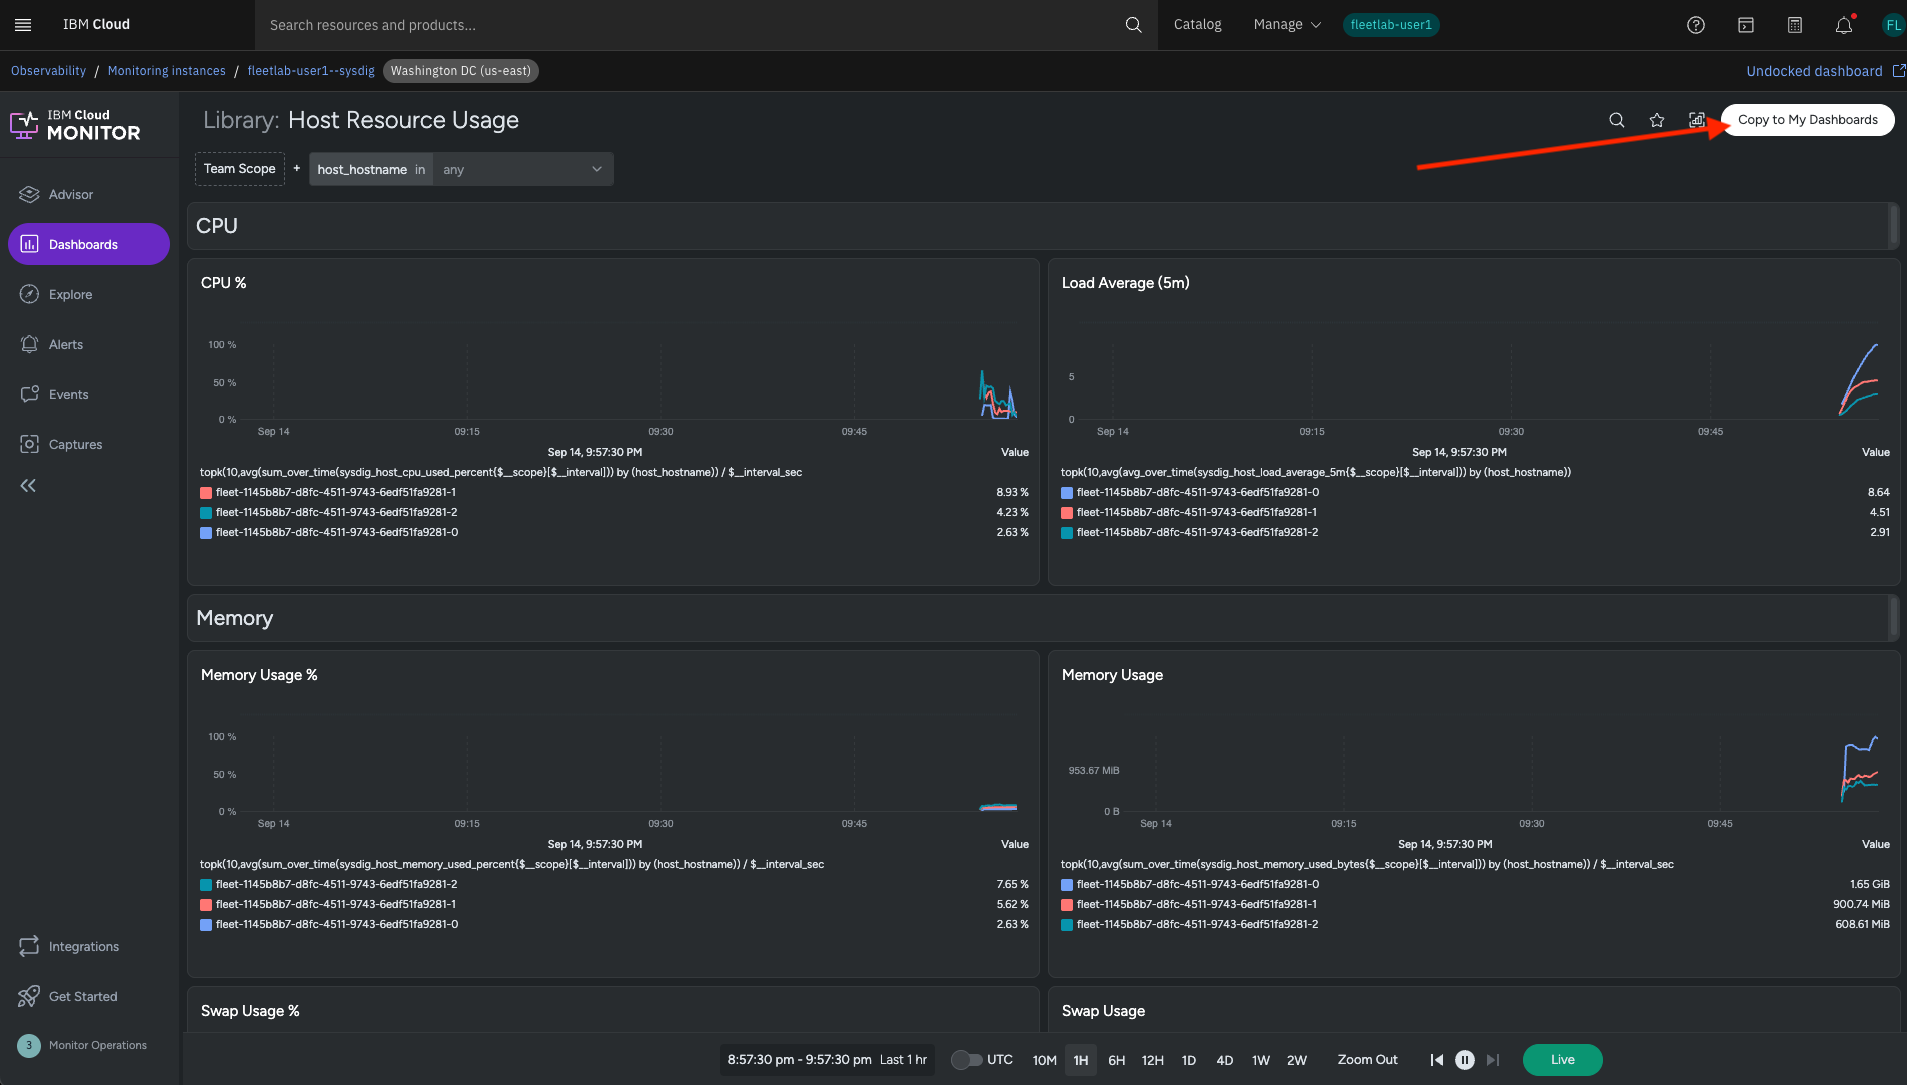 IBM Cloud
Search resources and products...
Catalog
Manage
fleetlab-user1
FL
Observability / Monitoring instances / fleetlab-user1--sysdig
Washington DC (us-east)
Undocked dashboard
IBM Cloud
MONITOR
Library: Host Resource Usage
Copy to My Dashboards
Team Scope + host_hostname in any
Advisor
Dashboards
Explore
Alerts
Events
Captures
Integrations
Get Started
3 Monitor Operations
CPU
CPU %
100 %
50 %
0 %
Sep 14 09:15 09:30 09:45
Sep 14, 9:57:30 PM Value
topk(10,avg(sum_over_time(sysdig_host_cpu_used_percent{$__scope}[$__interval])) by (host_hostname)) / $__interval_sec
fleet-1145b8b7-d8fc-4511-9743-6edf51fa9281-1 8.93 %
fleet-1145b8b7-d8fc-4511-9743-6edf51fa9281-2 4.23 %
fleet-1145b8b7-d8fc-4511-9743-6edf51fa9281-0 2.63 %
Load Average (5m)
5
0
Sep 14 09:15 09:30 09:45
Sep 14, 9:57:30 PM Value
topk(10,avg(avg_over_time(sysdig_host_load_average_5m{$__scope}[$__interval])) by (host_hostname))
fleet-1145b8b7-d8fc-4511-9743-6edf51fa9281-0 8.64
fleet-1145b8b7-d8fc-4511-9743-6edf51fa9281-1 4.51
fleet-1145b8b7-d8fc-4511-9743-6edf51fa9281-2 2.91
Memory
Memory Usage %
100 %
50 %
0 %
Sep 14 09:15 09:30 09:45
Sep 14, 9:57:30 PM Value
topk(10,avg(sum_over_time(sysdig_host_memory_used_percent{$__scope}[$__interval])) by (host_hostname)) / $__interval_sec
fleet-1145b8b7-d8fc-4511-9743-6edf51fa9281-2 7.65 %
fleet-1145b8b7-d8fc-4511-9743-6edf51fa9281-1 5.62 %
fleet-1145b8b7-d8fc-4511-9743-6edf51fa9281-0 2.63 %
Memory Usage
953.67 MiB
0 B
Sep 14 09:15 09:30 09:45
Sep 14, 9:57:30 PM Value
topk(10,avg(sum_over_time(sysdig_host_memory_used_bytes{$__scope}[$__interval])) by (host_hostname)) / $__interval_sec
fleet-1145b8b7-d8fc-4511-9743-6edf51fa9281-0 1.65 GiB
fleet-1145b8b7-d8fc-4511-9743-6edf51fa9281-1 900.74 MiB
fleet-1145b8b7-d8fc-4511-9743-6edf51fa9281-2 608.61 MiB
Swap Usage %
Swap Usage
8:57:30 pm - 9:57:30 pm Last 1 hr UTC 10M 1H 6H 12H 1D 4D 1W 2W Zoom Out Live